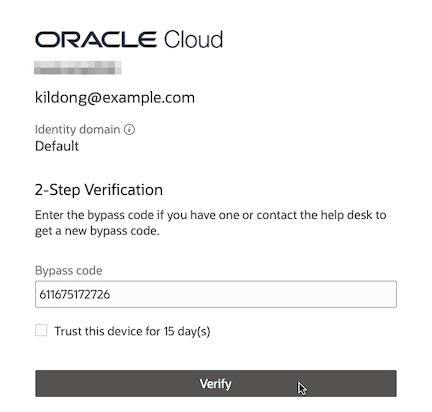 ORACLE Cloud
kildong@example.com
Identity domain
Default
2-Step Verification
Enter the bypass code if you have one or contact the help desk to
get a new bypass code.
Bypass code
611675172726
Trust this device for 15 day(s)
Verify